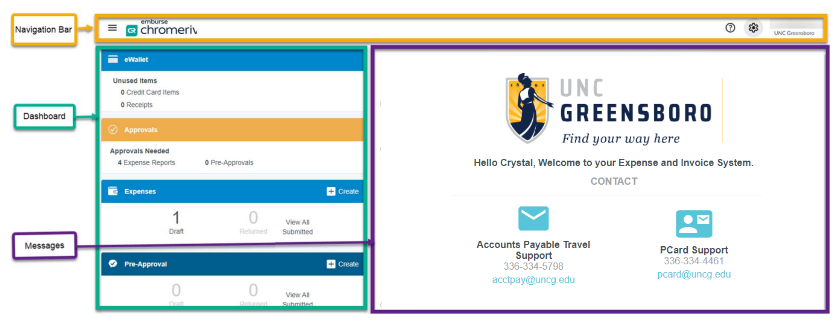 Navigation Bar
emburse
chromeriv
UNC Greensboro
Dashboard
Messages
eWallet
Unused Items
0 Credit Card Items
0 Receipts
Approvals
Approvals Needed
4 Expense Reports 0 Pre-Approvals
Expenses Create
1 0 View All
Draft Returned Submitted
Pre-Approval Create
0 0 View All
Draft Returned Submitted
UNC
GREENSBORO
Find your way here
Hello Crystal, Welcome to your Expense and Invoice System.
CONTACT
Accounts Payable Travel
Support
336-334-5798
acctpay@uncg.edu
PCard Support
336-334-4461
pcard@uncg.edu